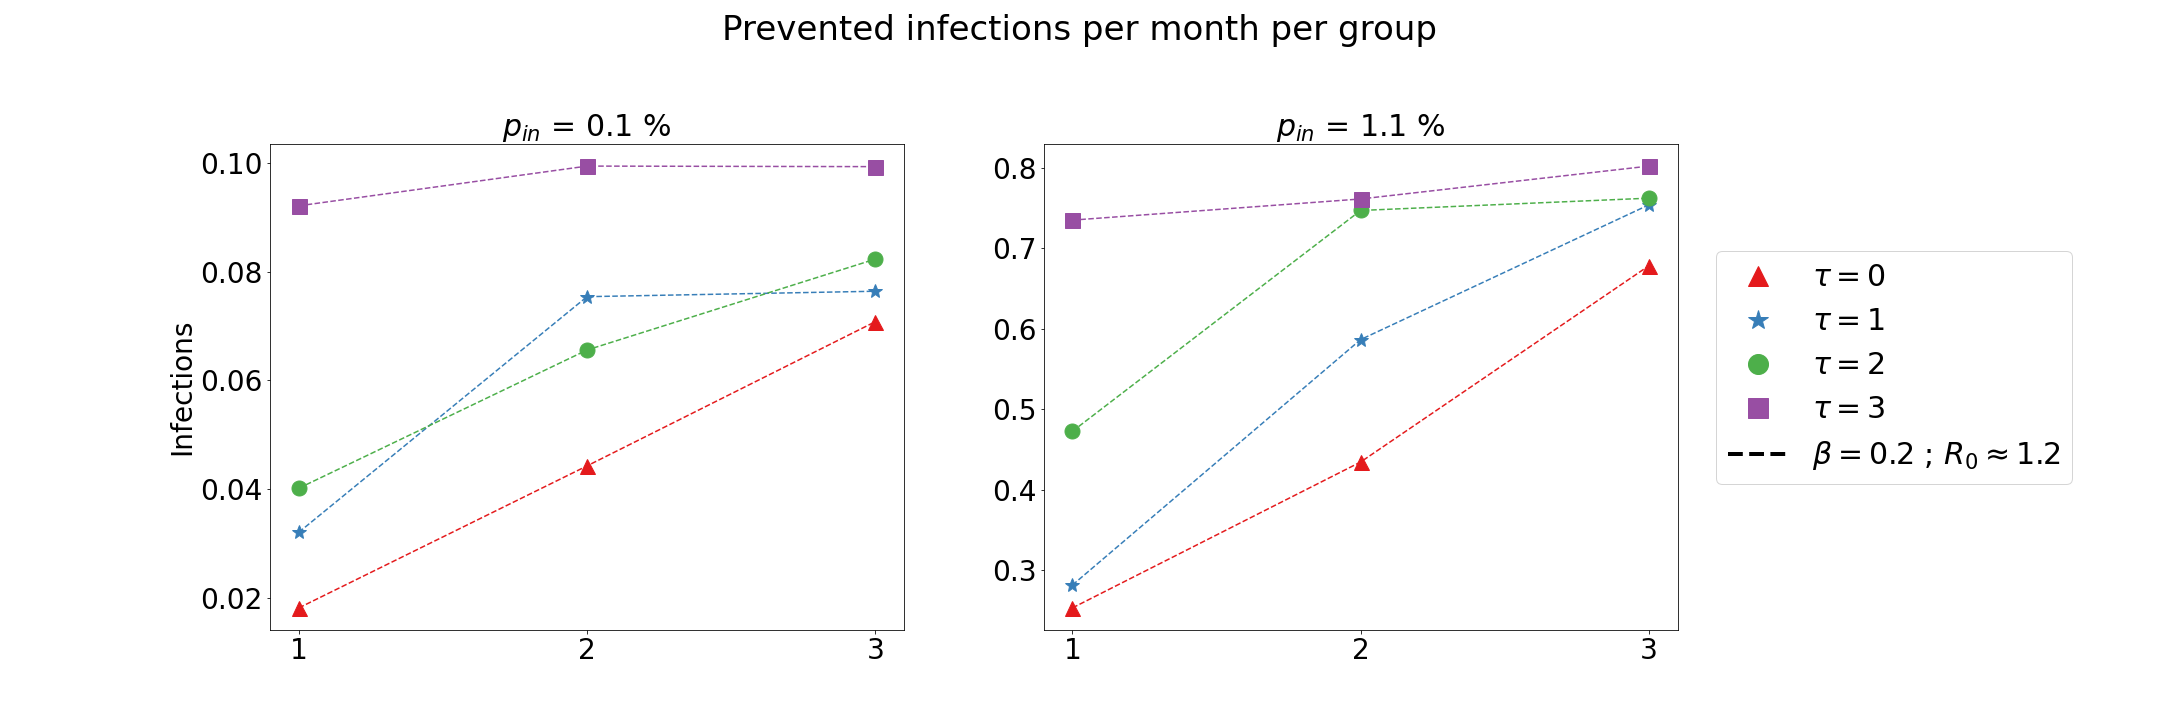 Prevented infections per month per group
p_in = 0.1 %
0.10
0.08
0.06
0.04
0.02
Infections
1 2 3
p_in = 1.1 %
0.8
0.7
0.6
0.5
0.4
0.3
1 2 3
τ = 0
τ = 1
τ = 2
τ = 3
β = 0.2 ; R₀ ≈ 1.2